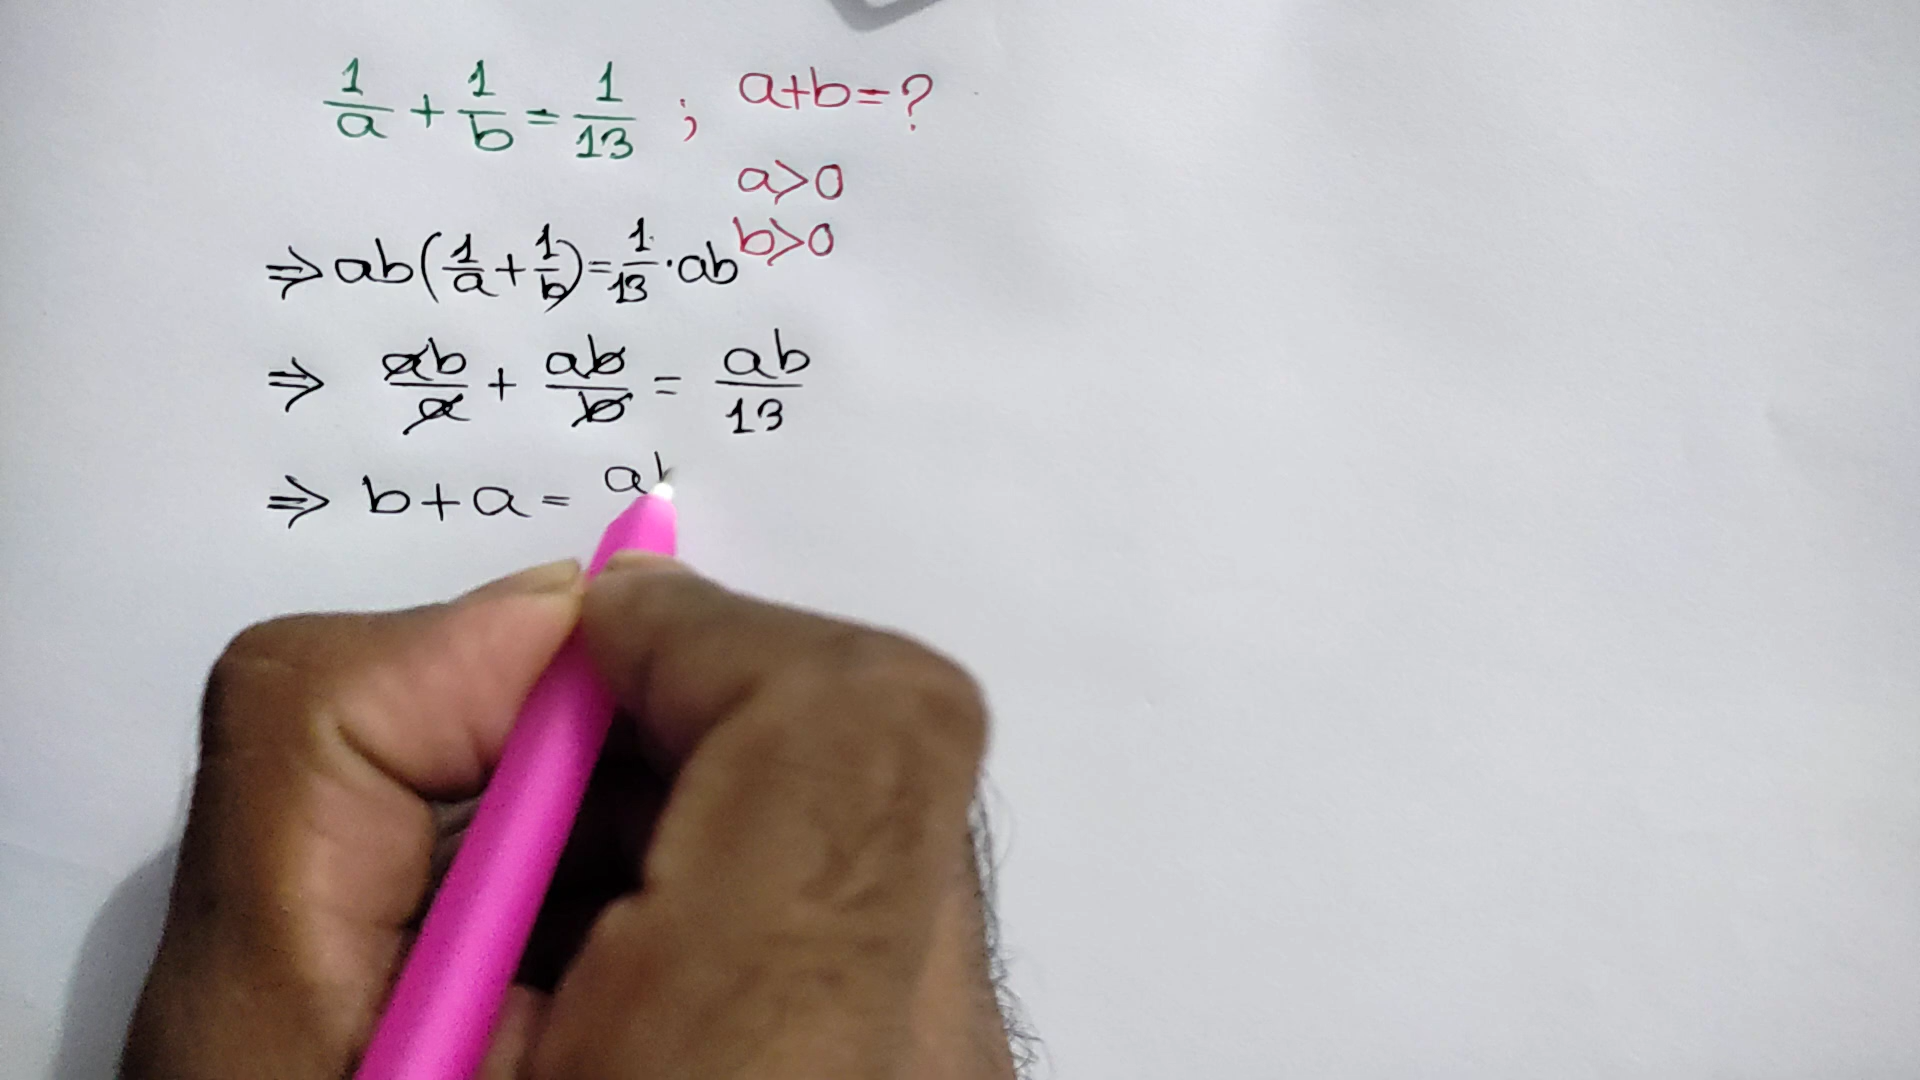 1/a + 1/b = 1/13 ; a+b=?
a>0
b>0
⇒ ab(1/a + 1/b) = 1/13 · ab
⇒ ab/a + ab/b = ab/13
⇒ b+a = a